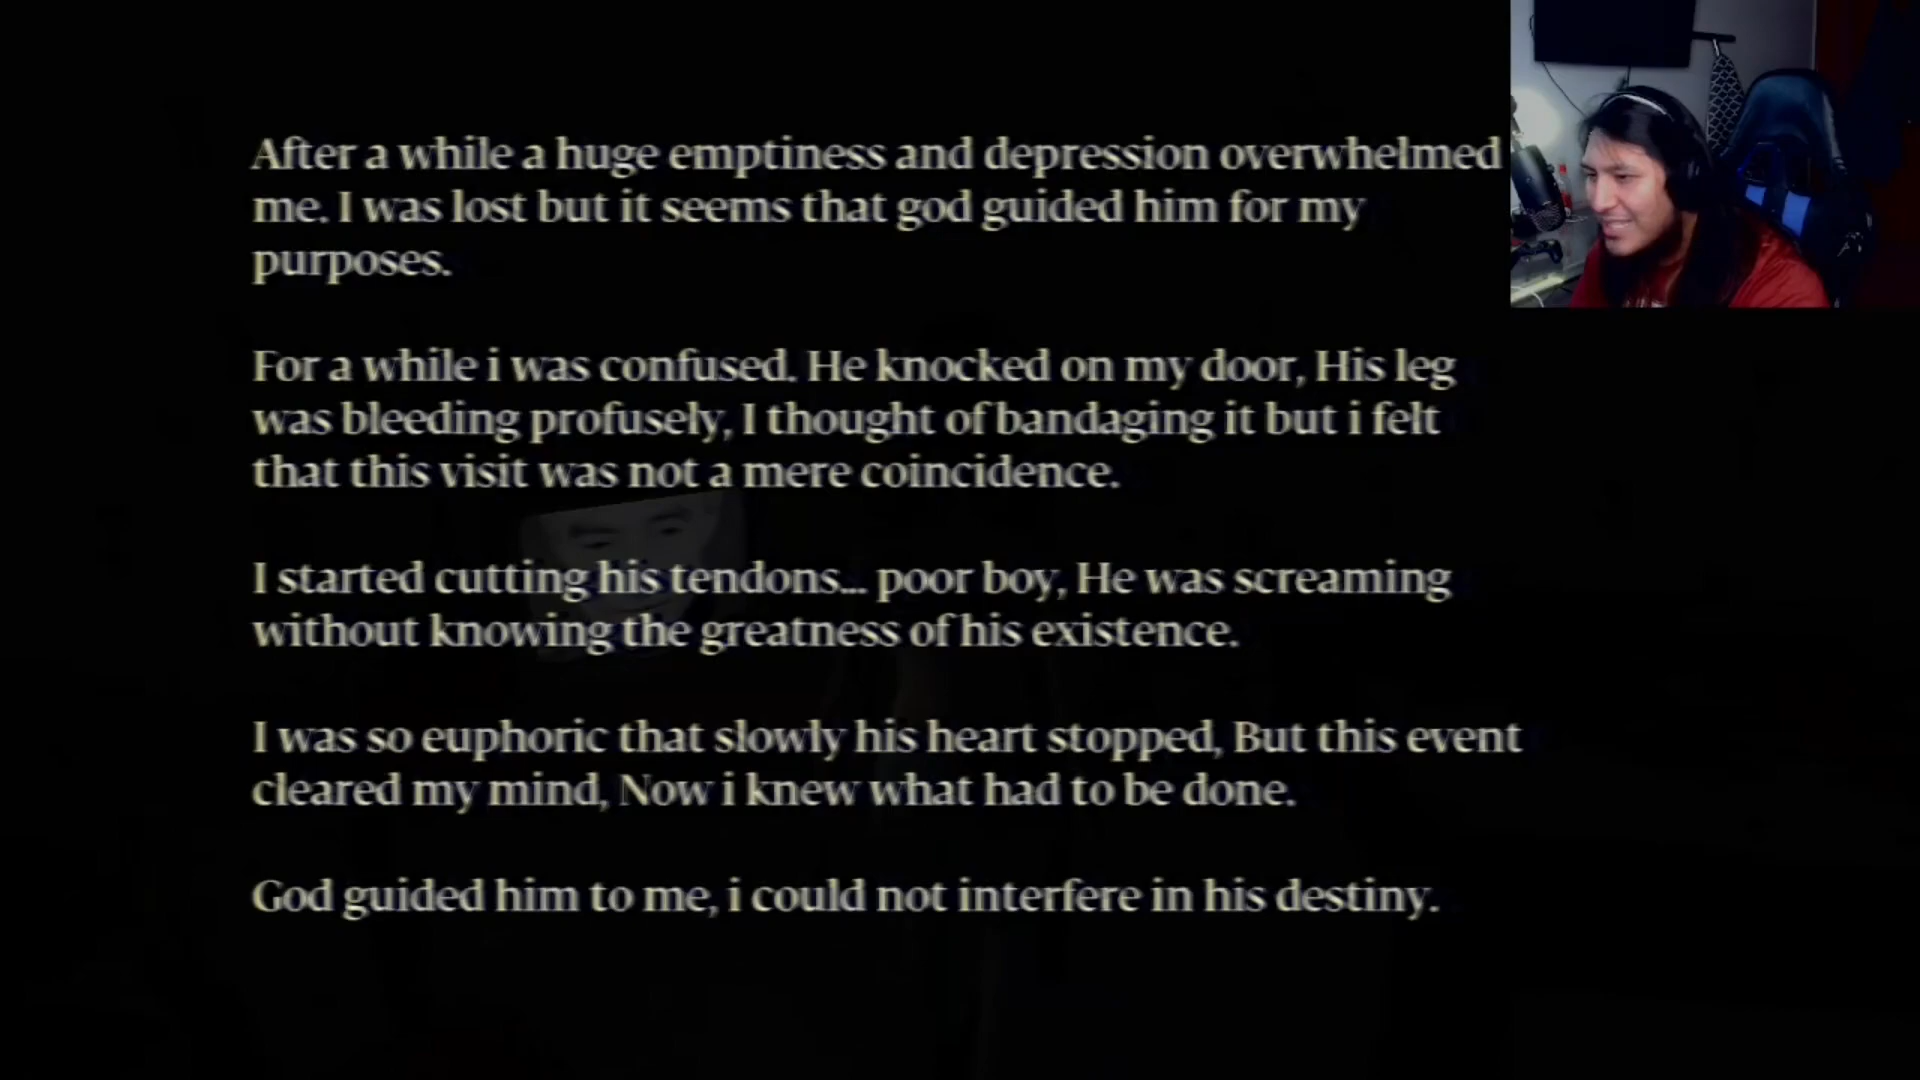 After a while a huge emptiness and depression overwhelmed
me. I was lost but it seems that god guided him for my
purposes.
For a while i was confused. He knocked on my door, His leg
was bleeding profusely, I thought of bandaging it but i felt
that this visit was not a mere coincidence.
I started cutting his tendons... poor boy, He was screaming
without knowing the greatness of his existence.
I was so euphoric that slowly his heart stopped, But this event
cleared my mind, Now i knew what had to be done.
God guided him to me, i could not interfere in his destiny.